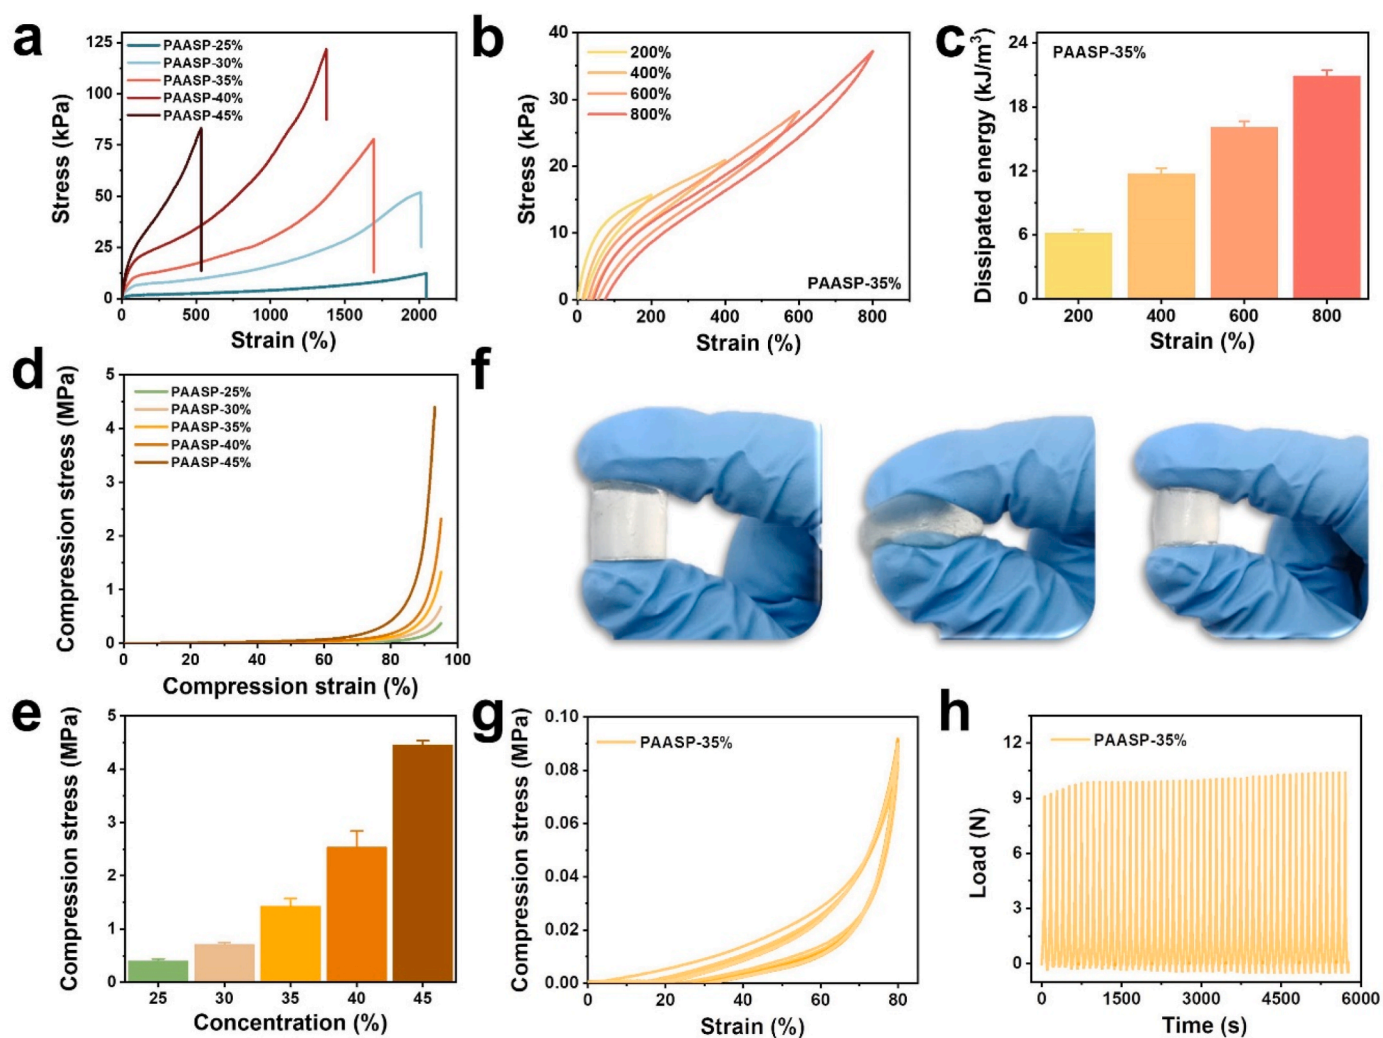 a
125
100
75
50
25
0
Stress (kPa)
PAASP-25%
PAASP-30%
PAASP-35%
PAASP-40%
PAASP-45%
0 500 1000 1500 2000
Strain (%)
b
40
30
20
10
0
Stress (kPa)
200%
400%
600%
800%
PAASP-35%
0 200 400 600 800
Strain (%)
c
24
18
12
6
0
Dissipated energy (kJ/m³)
PAASP-35%
200 400 600 800
Strain (%)
d
5
4
3
2
1
0
Compression stress (MPa)
PAASP-25%
PAASP-30%
PAASP-35%
PAASP-40%
PAASP-45%
0 20 40 60 80 100
Compression strain (%)
f
e
5
4
3
2
1
0
Compression stress (MPa)
25 30 35 40 45
Concentration (%)
g
0.10
0.08
0.06
0.04
0.02
0.00
Compression stress (MPa)
PAASP-35%
0 20 40 60 80
Strain (%)
h
12
9
6
3
0
Load (N)
PAASP-35%
0 1500 3000 4500 6000
Time (s)